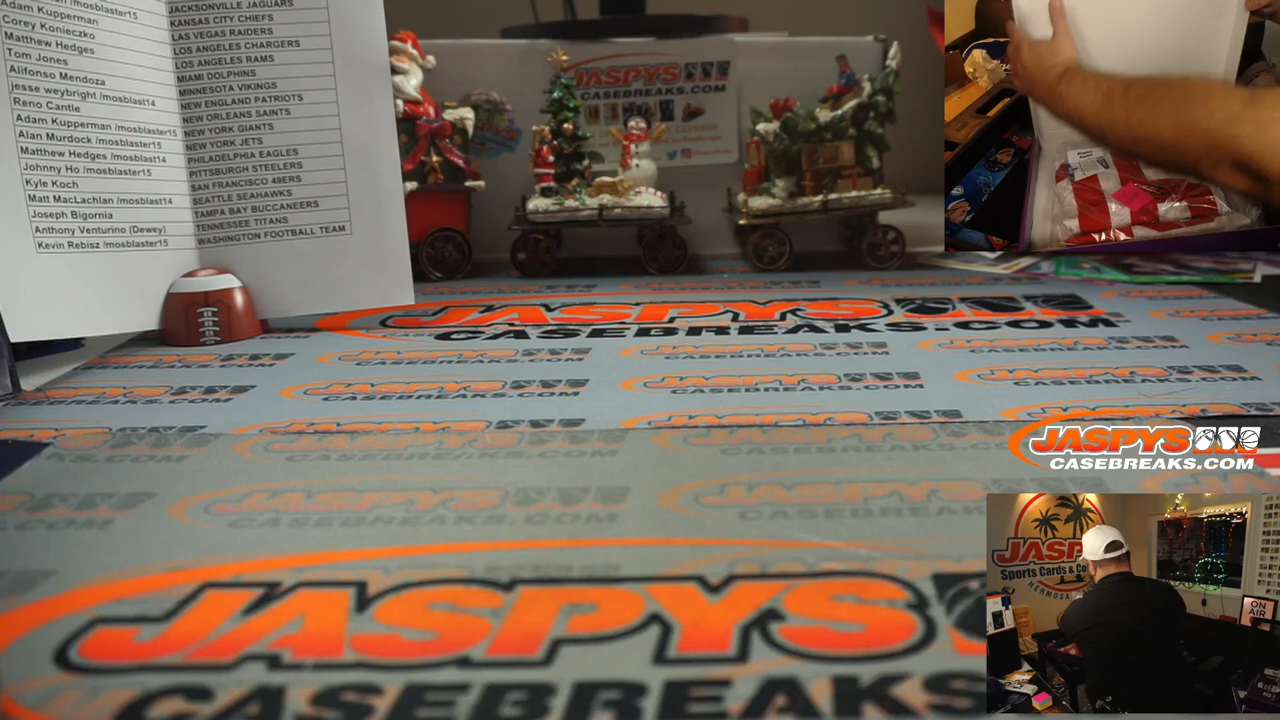 JACKSONVILLE JAGUARS
Adam Kupperman KANSAS CITY CHIEFS
Corey Konieczko LAS VEGAS RAIDERS
Matthew Hedges LOS ANGELES CHARGERS
Tom Jones LOS ANGELES RAMS
Alifonso Mendoza MIAMI DOLPHINS
jesse weybright /mosblast14 MINNESOTA VIKINGS
Reno Cantle NEW ENGLAND PATRIOTS
Adam Kupperman /mosblaster15 NEW ORLEANS SAINTS
Alan Murdock /mosblaster15 NEW YORK GIANTS
Matthew Hedges /mosblast14 NEW YORK JETS
Johnny Ho /mosblaster15 PHILADELPHIA EAGLES
Kyle Koch PITTSBURGH STEELERS
Matt MacLachlan /mosblast14 SAN FRANCISCO 49ERS
Joseph Bigornia SEATTLE SEAHAWKS
Anthony Venturino (Dewey) TAMPA BAY BUCCANEERS
Kevin Rebisz /mosblaster15 TENNESSEE TITANS
WASHINGTON FOOTBALL TEAM
JASPYS
CASEBREAKS.COM
JASPYS
CASEBREAKS.COM
JASPYS
CASEBREAKS.COM
JASPYS
CASEBREAKS
JASPYS
Sports Cards & Co
HERMOSA
ON
AIR